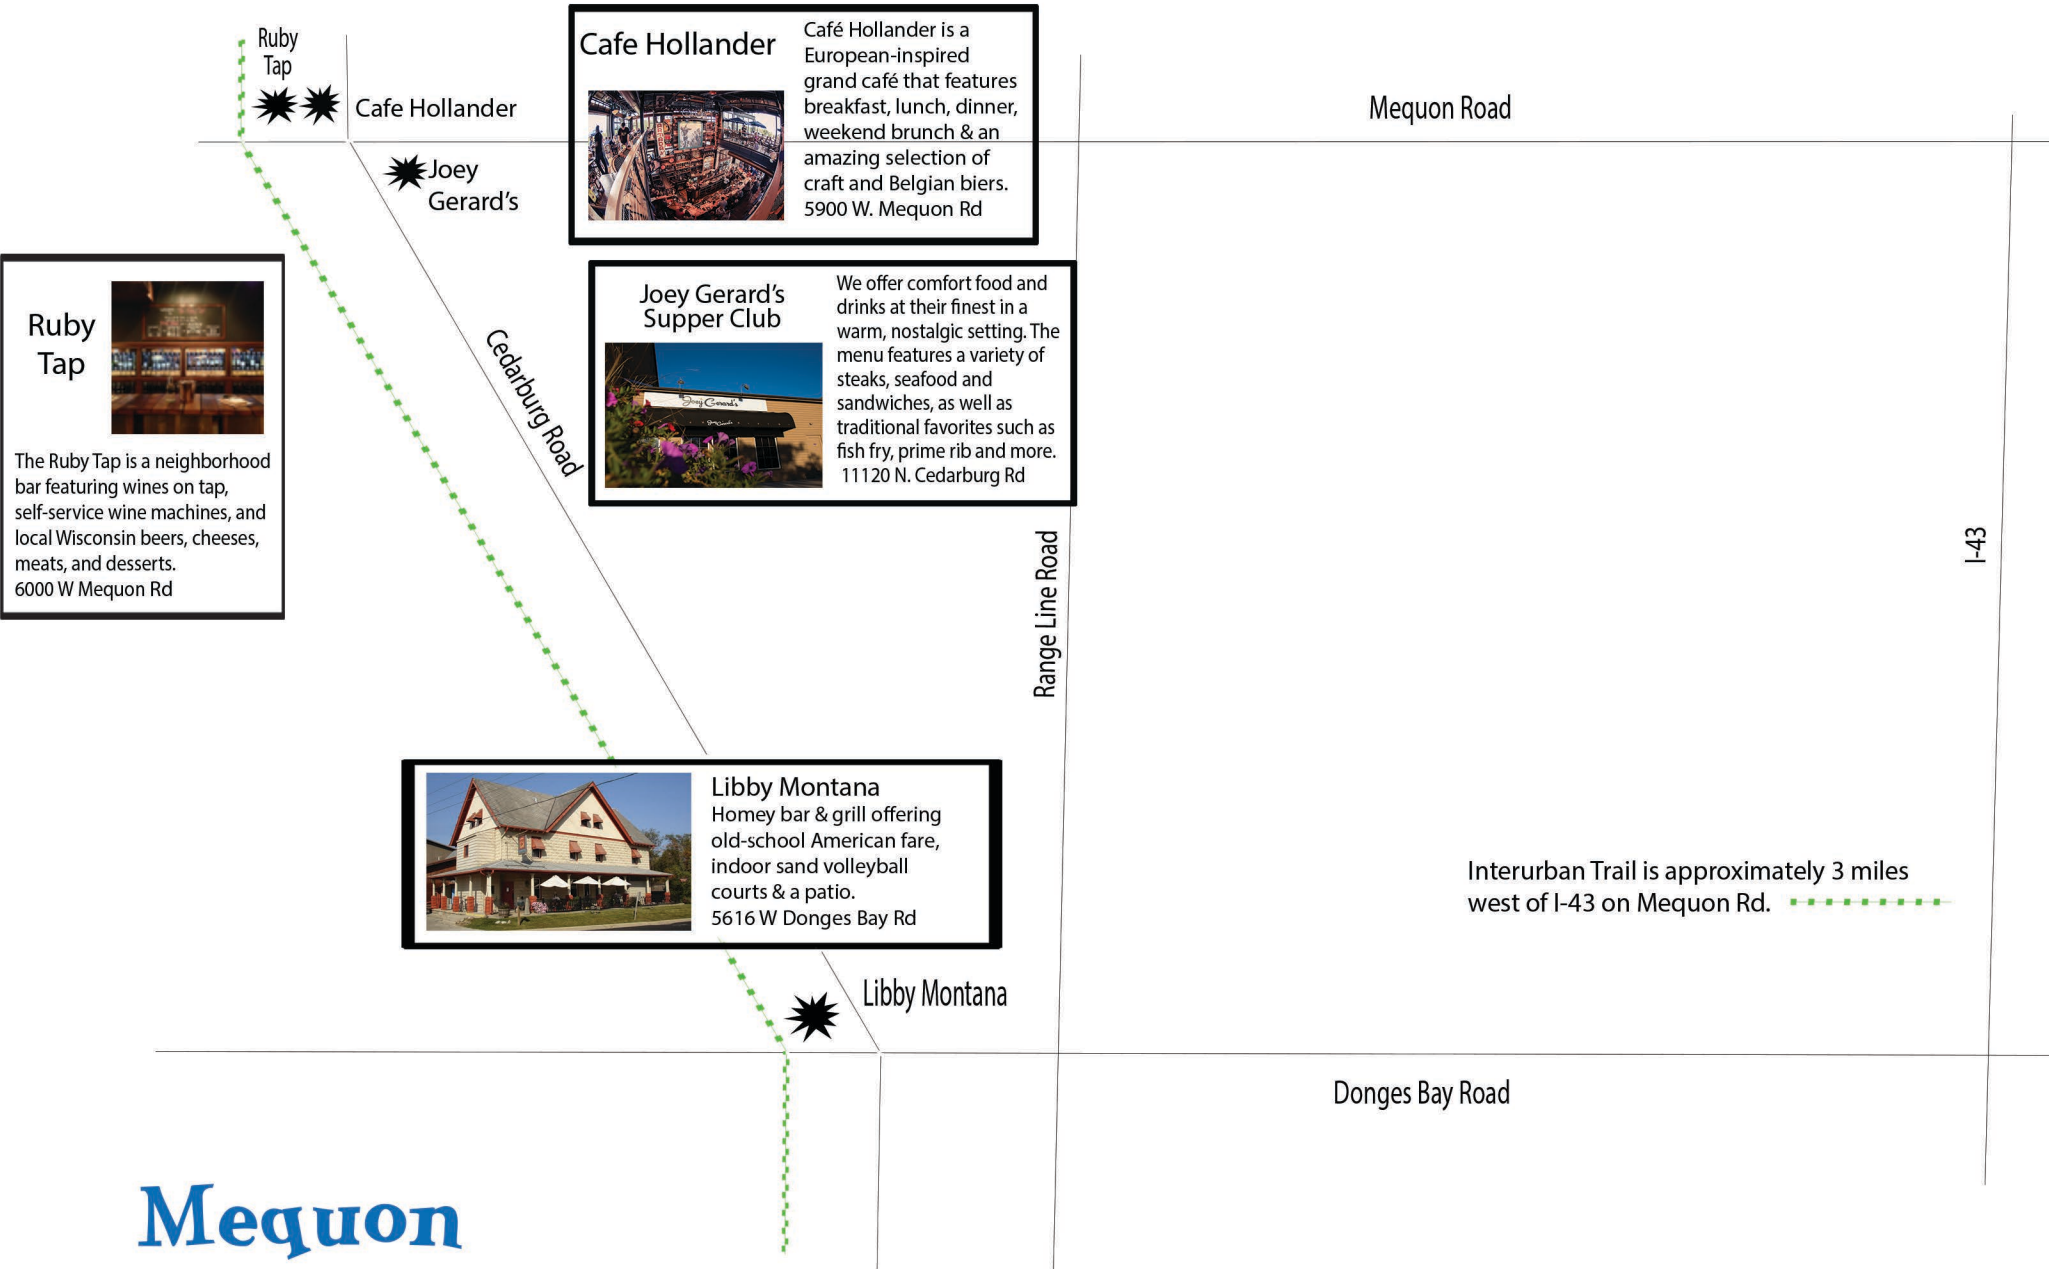 Ruby
Tap
Cafe Hollander
Joey
Gerard's
Cafe Hollander
Café Hollander is a
European-inspired
grand café that features
breakfast, lunch, dinner,
weekend brunch & an
amazing selection of
craft and Belgian biers.
5900 W. Mequon Rd
Mequon Road
Ruby
Tap
The Ruby Tap is a neighborhood
bar featuring wines on tap,
self-service wine machines, and
local Wisconsin beers, cheeses,
meats, and desserts.
6000 W Mequon Rd
Cedarburg Road
Joey Gerard's
Supper Club
Joey Gerard's
We offer comfort food and
drinks at their finest in a
warm, nostalgic setting. The
menu features a variety of
steaks, seafood and
sandwiches, as well as
traditional favorites such as
fish fry, prime rib and more.
11120 N. Cedarburg Rd
Range Line Road
I-43
Libby Montana
Homey bar & grill offering
old-school American fare,
indoor sand volleyball
courts & a patio.
5616 W Donges Bay Rd
Interurban Trail is approximately 3 miles
west of I-43 on Mequon Rd.
Libby Montana
Donges Bay Road
Mequon